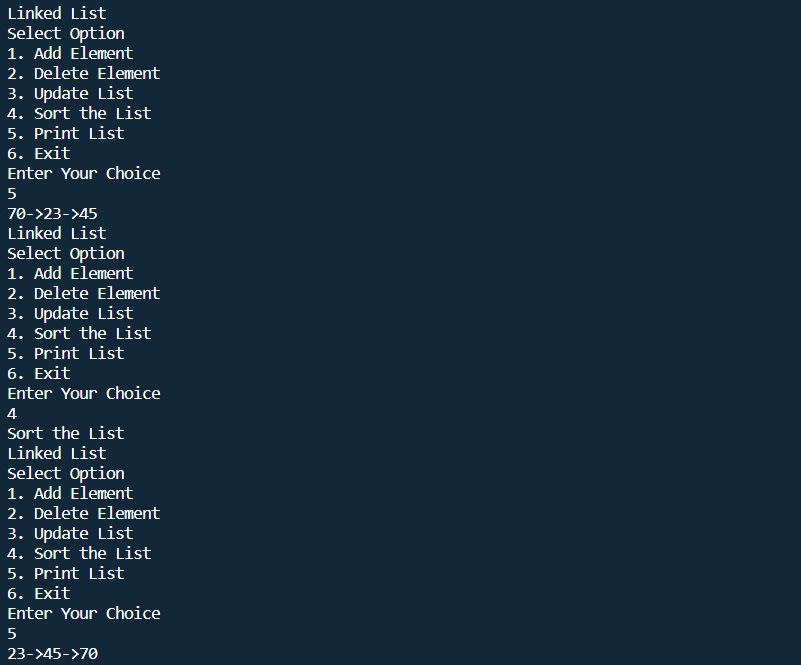 Linked List
Select Option
1. Add Element
2. Delete Element
3. Update List
4. Sort the List
5. Print List
6. Exit
Enter Your Choice
5
70->23->45
Linked List
Select Option
1. Add Element
2. Delete Element
3. Update List
4. Sort the List
5. Print List
6. Exit
Enter Your Choice
4
Sort the List
Linked List
Select Option
1. Add Element
2. Delete Element
3. Update List
4. Sort the List
5. Print List
6. Exit
Enter Your Choice
5
23->45->70